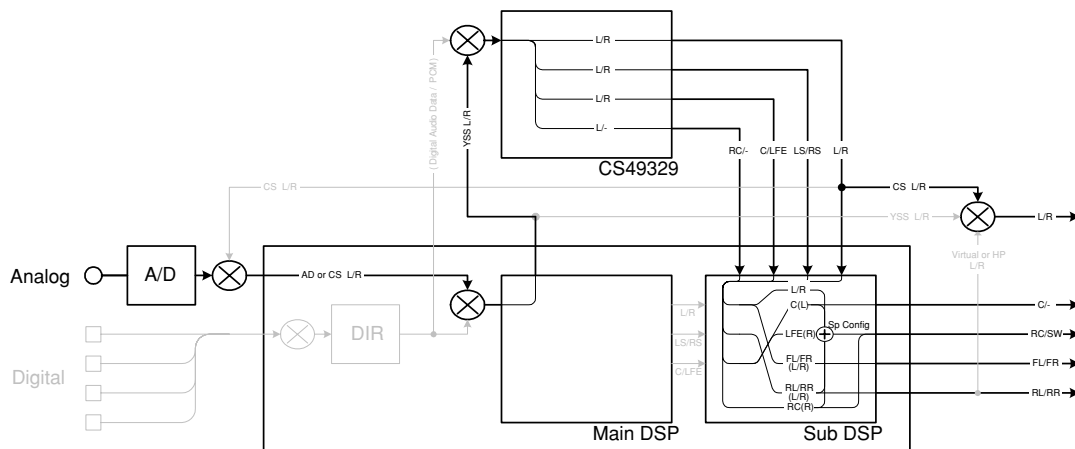 L/R
L/R
L/R
L/-
CS49329
( Digital Audio Data / PCM )
YSS L/R
RC/-
C/LFE
LS/RS
L/R
CS L/R
CS L/R
YSS L/R
L/R
Virtual or HP
L/R
Analog
A/D
AD or CS L/R
DIR
Digital
Main DSP
L/R
LS/RS
C/LFE
L/R
C(L)
LFE(R)
Sp Config
FL/FR
(L/R)
RL/RR
(L/R)
RC(R)
Sub DSP
C/-
RC/SW
FL/FR
RL/RR